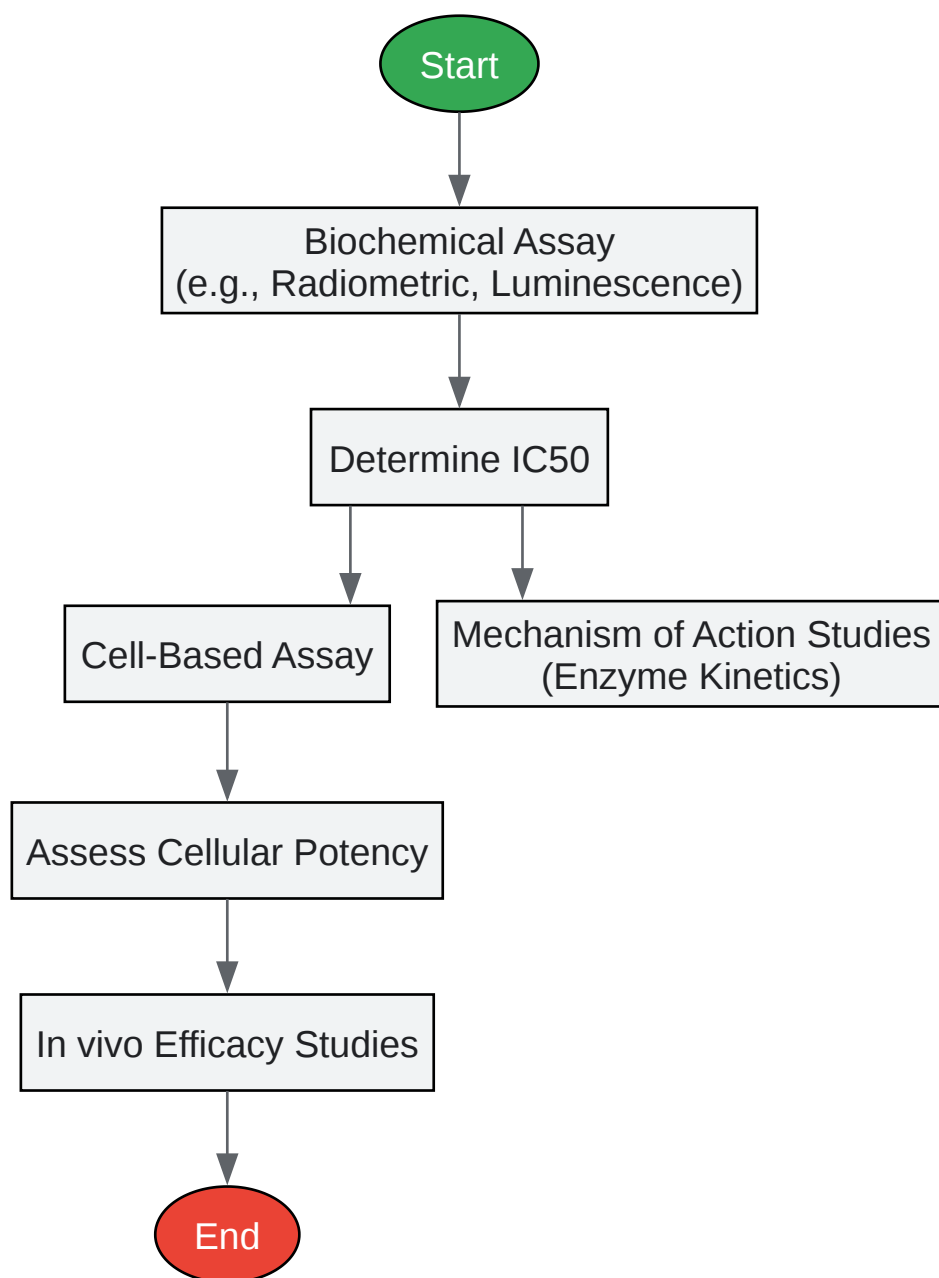 Start
Biochemical Assay
(e.g., Radiometric, Luminescence)
Determine IC50
Cell-Based Assay
Mechanism of Action Studies
(Enzyme Kinetics)
Assess Cellular Potency
In vivo Efficacy Studies
End